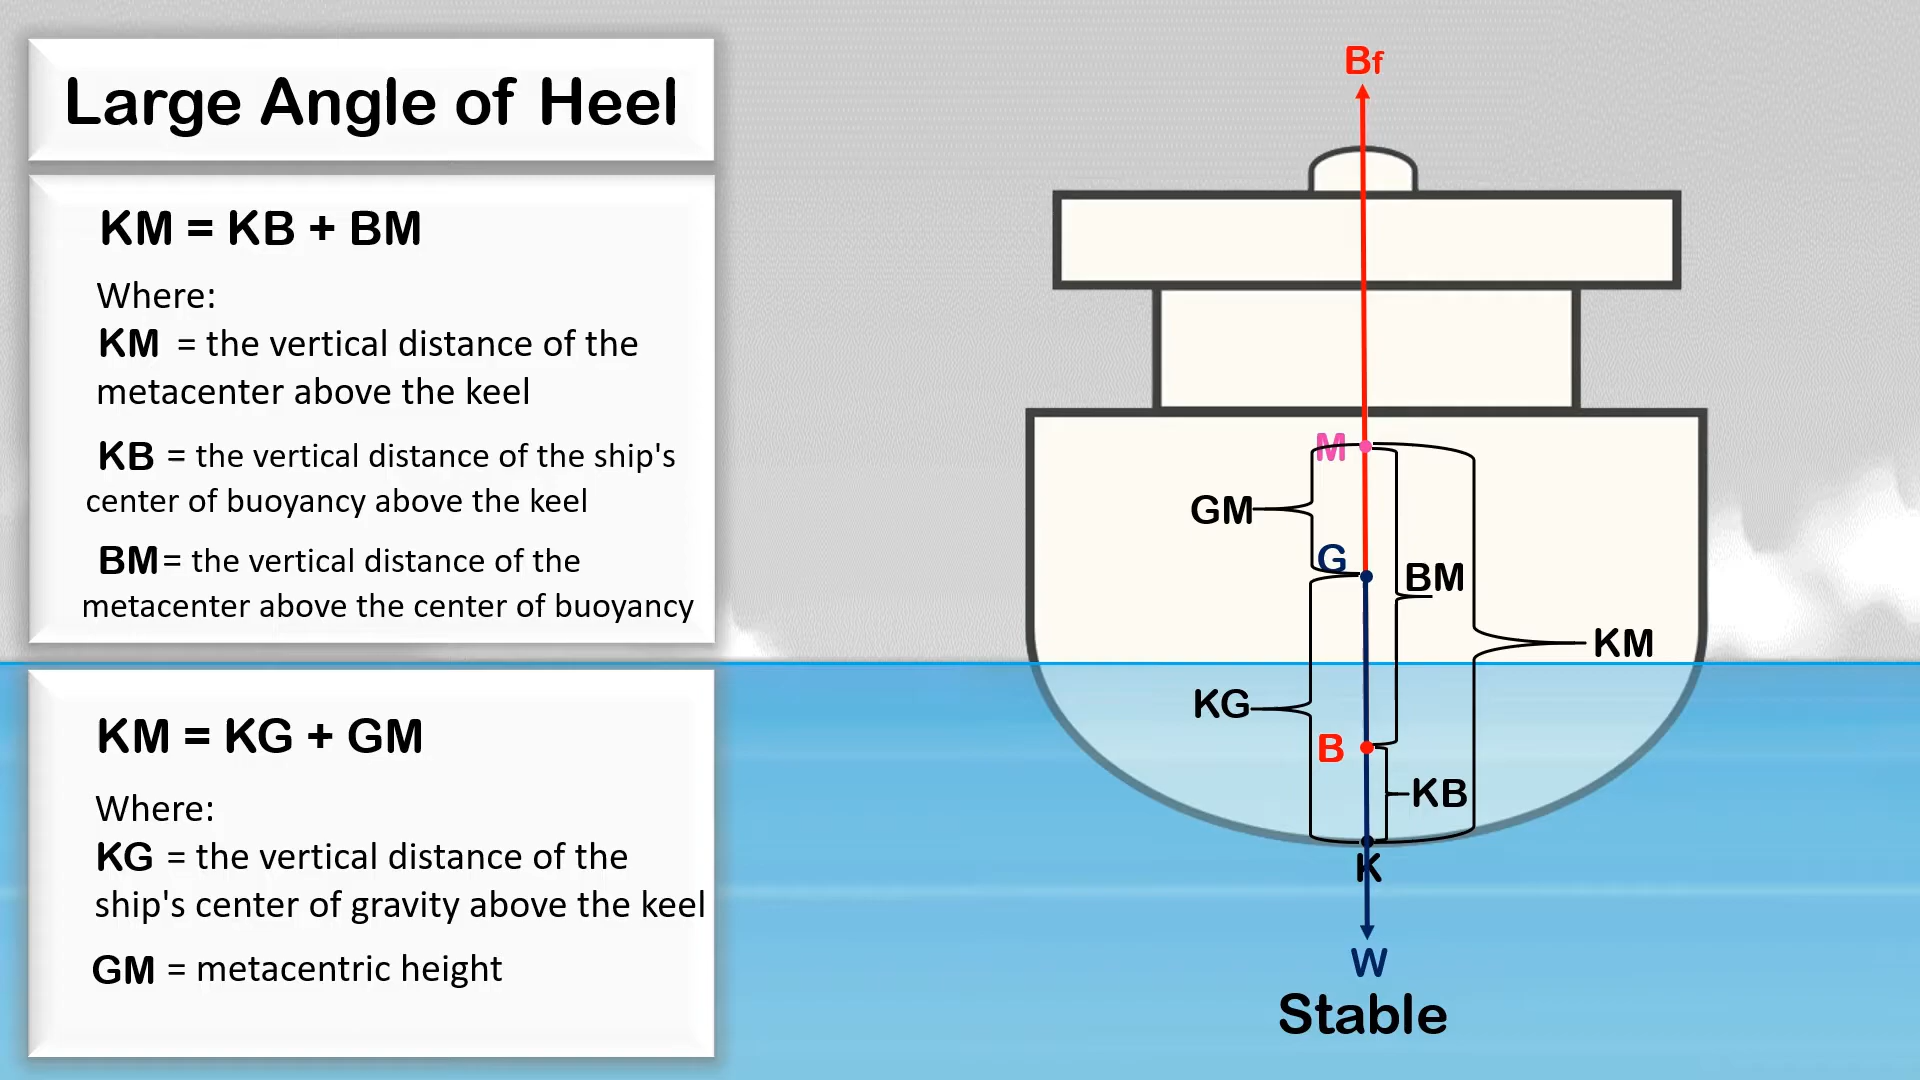 Large Angle of Heel
KM = KB + BM
Where:
KM = the vertical distance of the
metacenter above the keel
KB = the vertical distance of the ship's
center of buoyancy above the keel
BM = the vertical distance of the
metacenter above the center of buoyancy
KM = KG + GM
Where:
KG = the vertical distance of the
ship's center of gravity above the keel
GM = metacentric height
Bf
M
GM
G
BM
KM
KG
B
KB
K
W
Stable